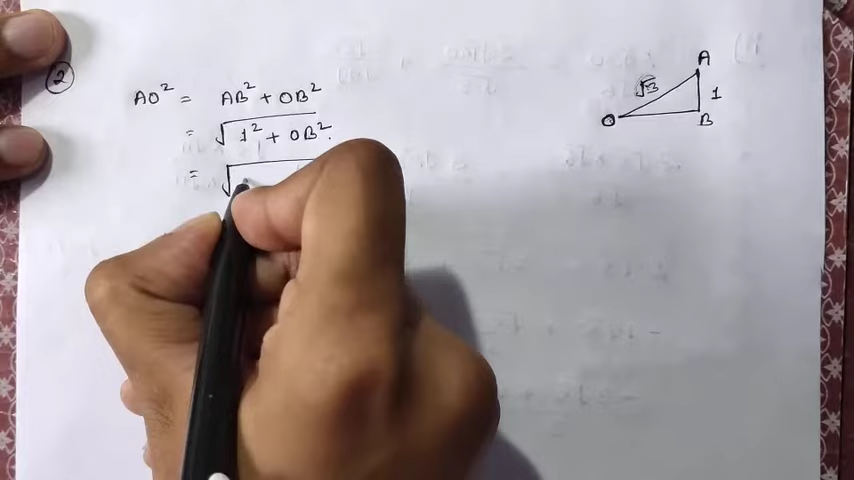 ②
AO² = AB² + OB²
= √1² + OB².
= √
A
√3
1
O
B